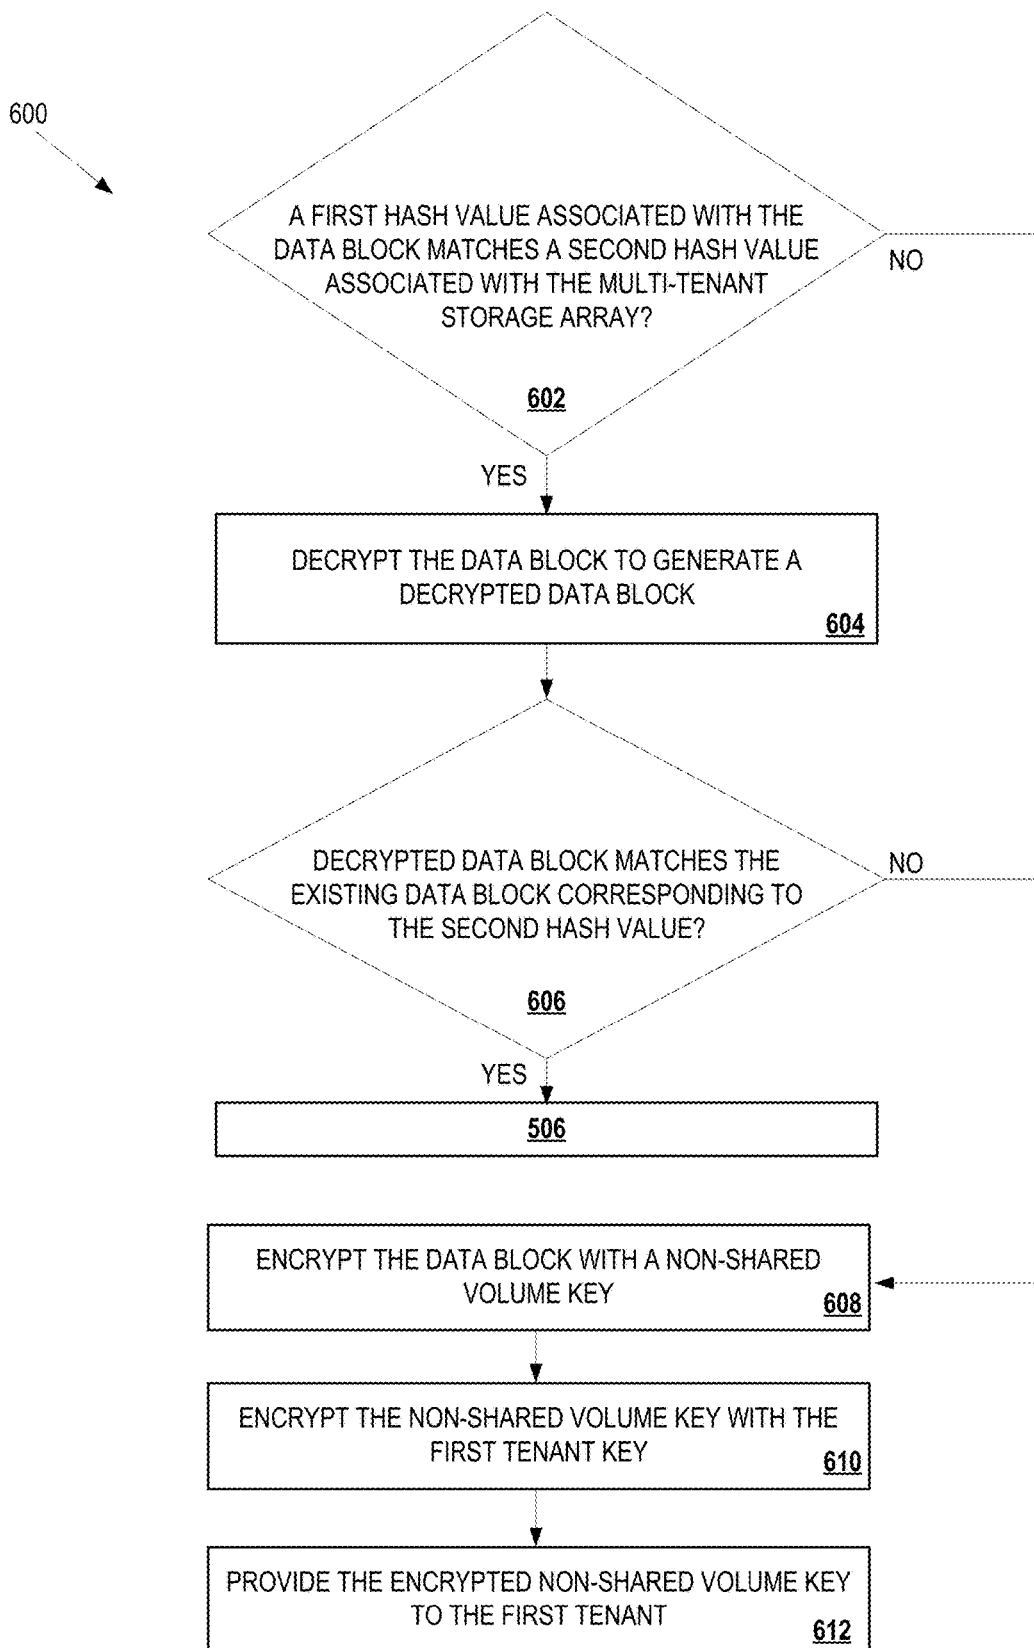 600
A FIRST HASH VALUE ASSOCIATED WITH THE
DATA BLOCK MATCHES A SECOND HASH VALUE
ASSOCIATED WITH THE MULTI-TENANT
STORAGE ARRAY?
NO
602
YES
DECRYPT THE DATA BLOCK TO GENERATE A
DECRYPTED DATA BLOCK
604
DECRYPTED DATA BLOCK MATCHES THE
EXISTING DATA BLOCK CORRESPONDING TO
THE SECOND HASH VALUE?
NO
606
YES
506
ENCRYPT THE DATA BLOCK WITH A NON-SHARED
VOLUME KEY
608
ENCRYPT THE NON-SHARED VOLUME KEY WITH THE
FIRST TENANT KEY
610
PROVIDE THE ENCRYPTED NON-SHARED VOLUME KEY
TO THE FIRST TENANT
612